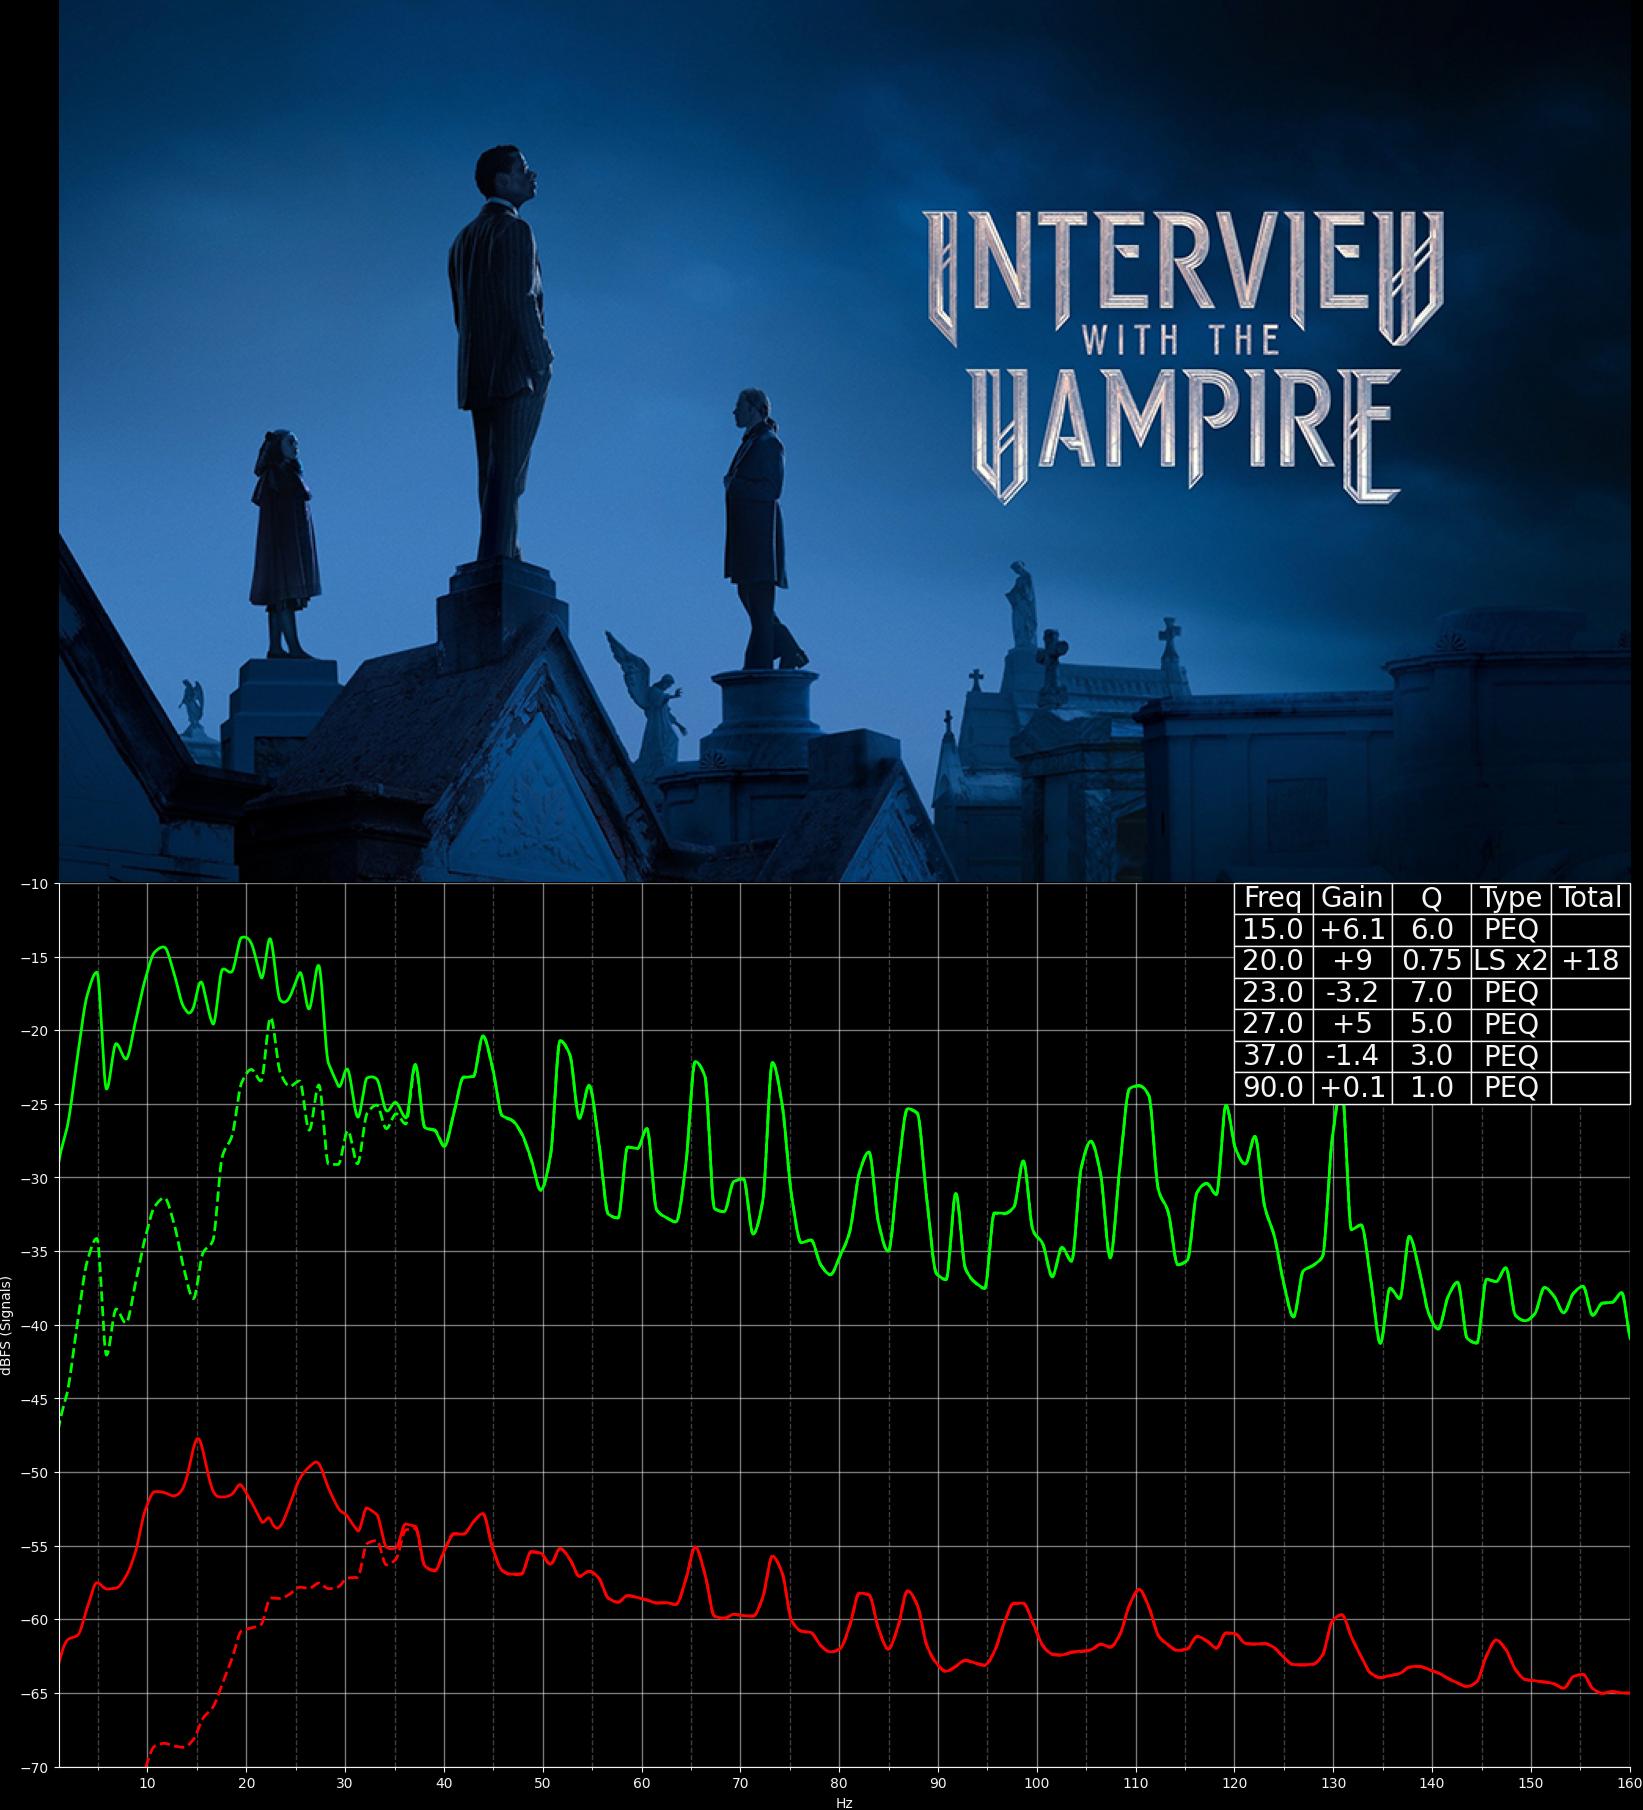 INTERVIEW
WITH THE
VAMPIRE
Freq Gain Q Type Total
15.0 +6.1 6.0 PEQ
20.0 +9 0.75 LS x2 +18
23.0 -3.2 7.0 PEQ
27.0 +5 5.0 PEQ
37.0 -1.4 3.0 PEQ
90.0 +0.1 1.0 PEQ
−10
−15
−20
−25
−30
−35
−40
−45
−50
−55
−60
−65
−70
dBFS (Signals)
10 20 30 40 50 60 70 80 90 100 110 120 130 140 150 160
Hz